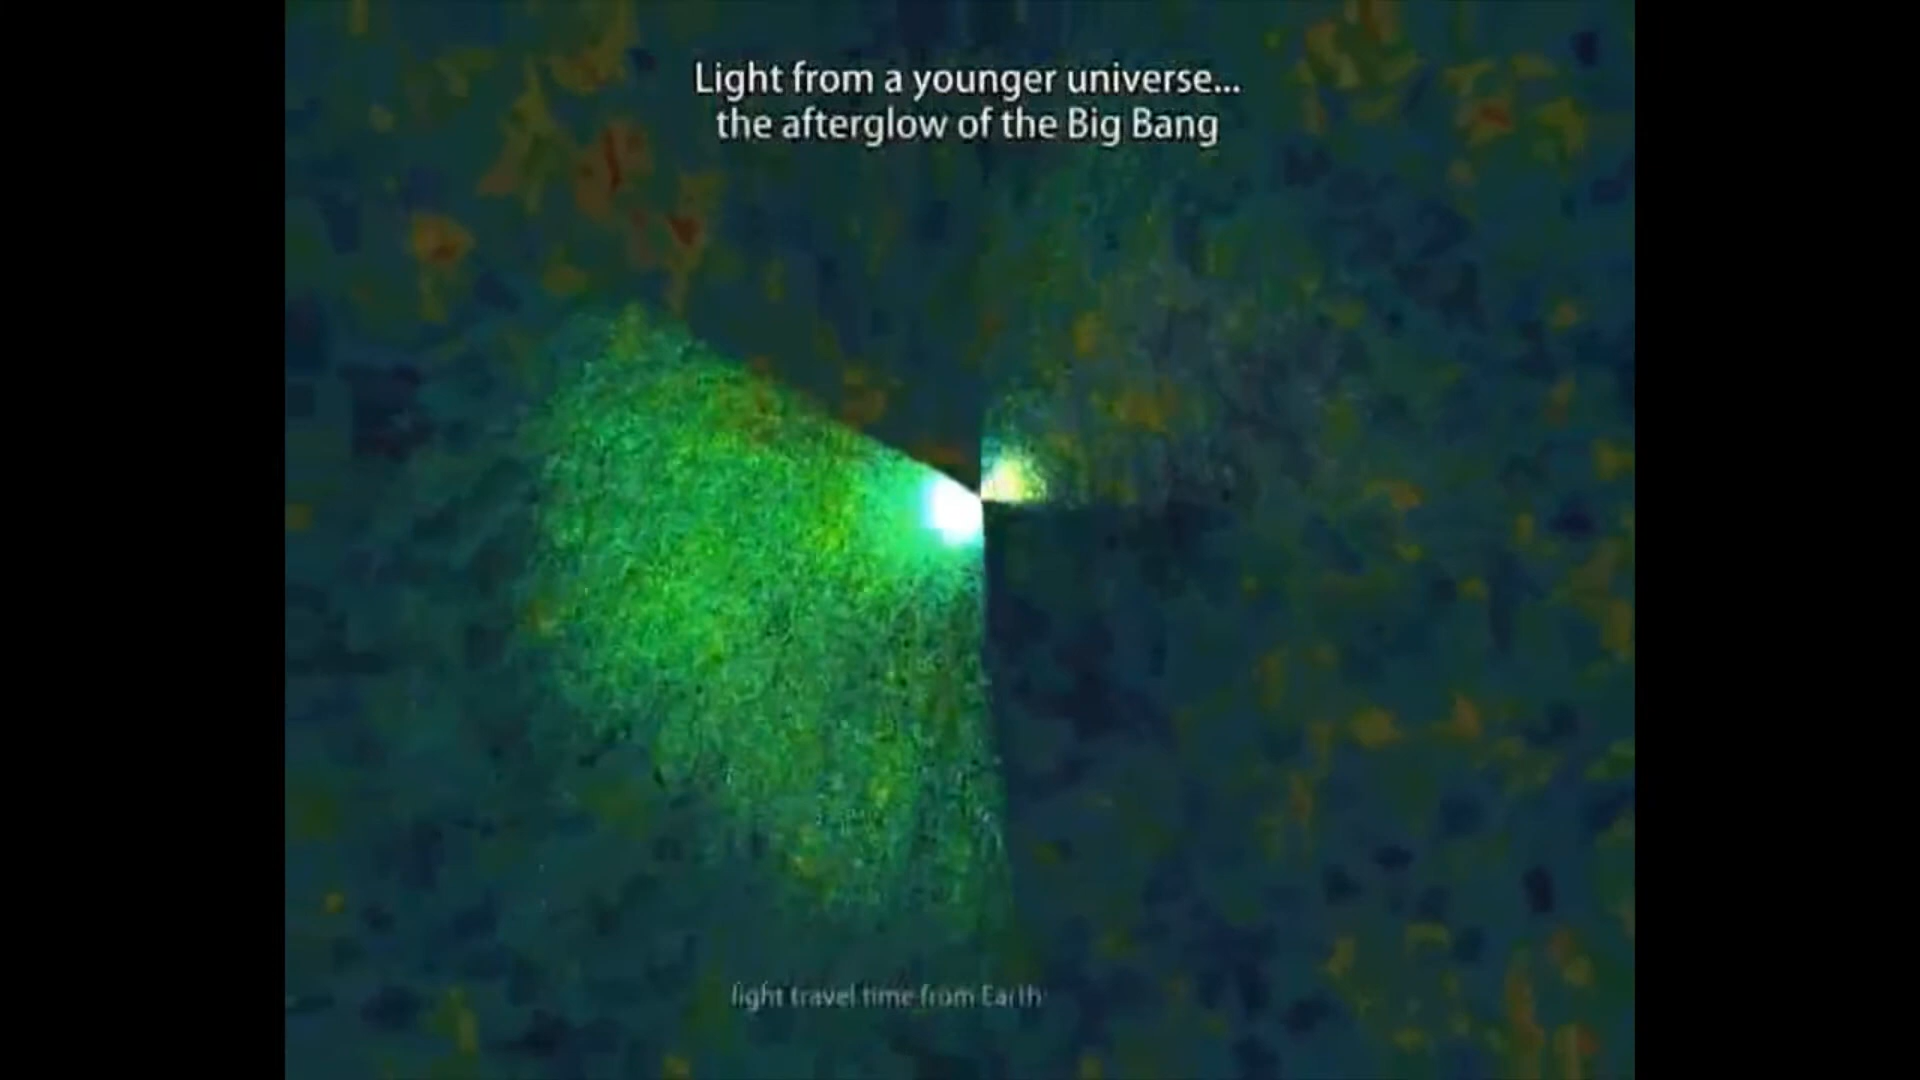 Light from a younger universe...
the afterglow of the Big Bang
light travel time from Earth